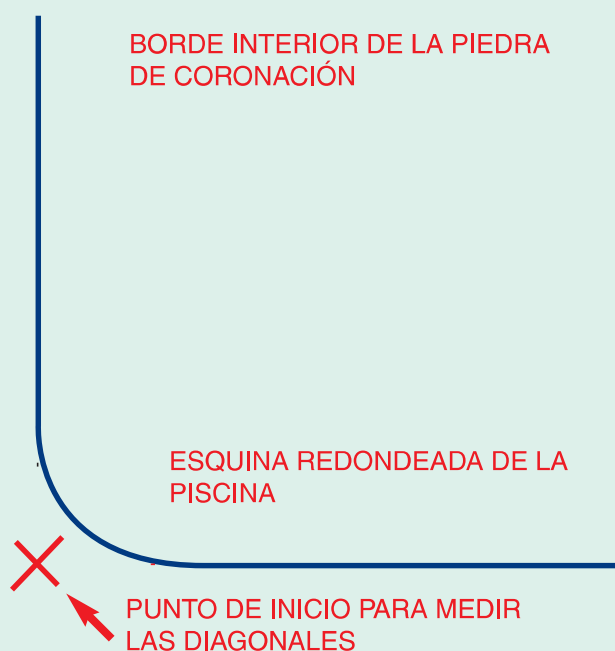 BORDE INTERIOR DE LA PIEDRA
DE CORONACIÓN
ESQUINA REDONDEADA DE LA
PISCINA
PUNTO DE INICIO PARA MEDIR
LAS DIAGONALES